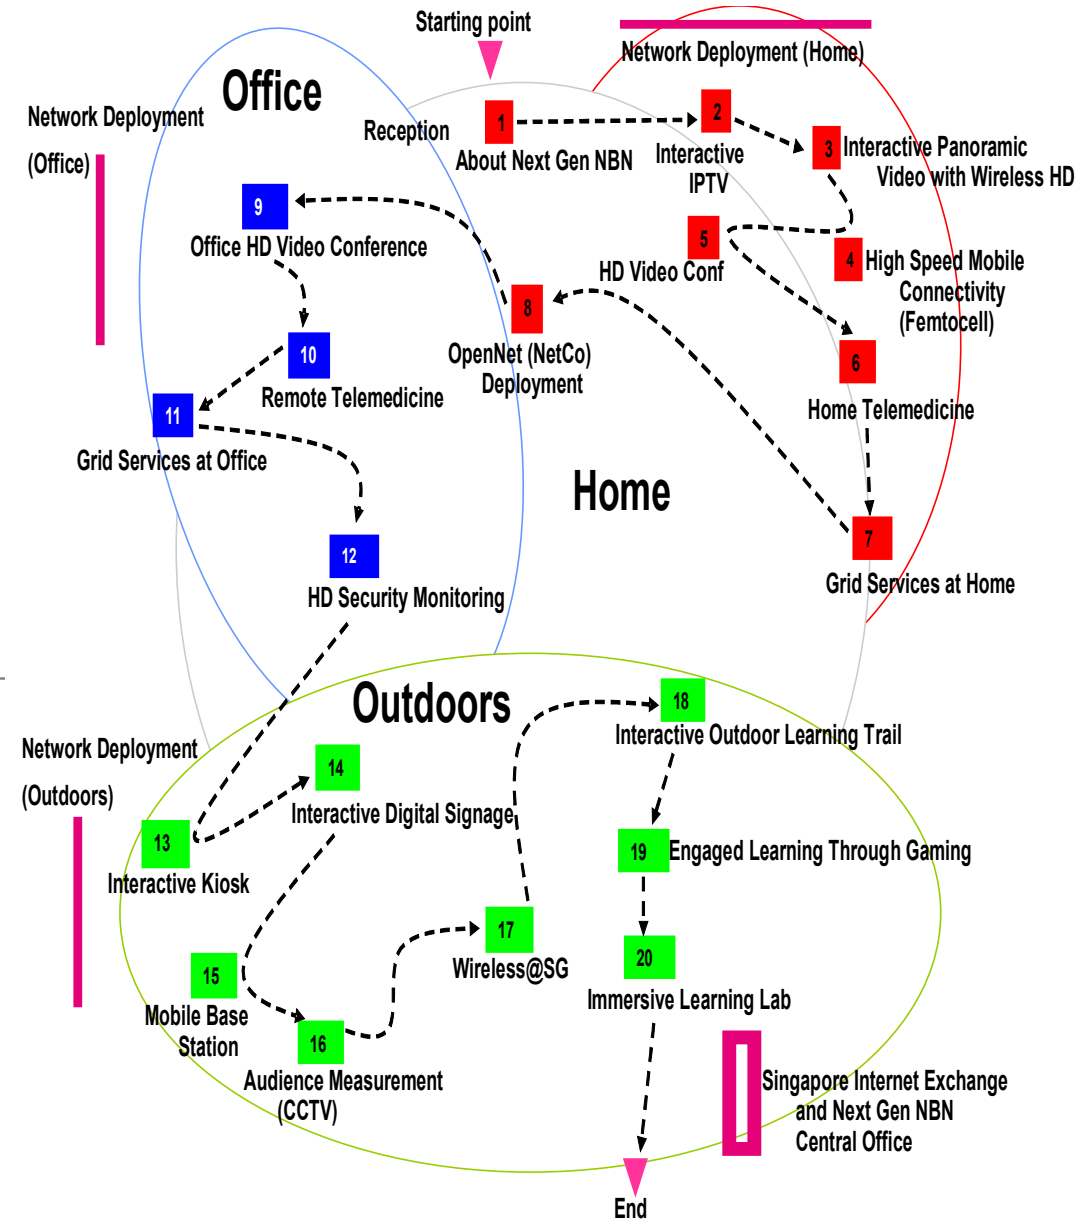 Starting point
Network Deployment (Home)
Office
Network Deployment
(Office)
Reception
1
About Next Gen NBN
2
Interactive
IPTV
3
Interactive Panoramic
Video with Wireless HD
9
Office HD Video Conference
5
HD Video Conf
4
High Speed Mobile
Connectivity
(Femtocell)
8
OpenNet (NetCo)
Deployment
10
Remote Telemedicine
6
Home Telemedicine
11
Grid Services at Office
Home
7
Grid Services at Home
12
HD Security Monitoring
Outdoors
18
Interactive Outdoor Learning Trail
Network Deployment
(Outdoors)
14
Interactive Digital Signage
13
Interactive Kiosk
19
Engaged Learning Through Gaming
17
Wireless@SG
15
Mobile Base
Station
20
Immersive Learning Lab
16
Audience Measurement
(CCTV)
Singapore Internet Exchange
and Next Gen NBN
Central Office
End